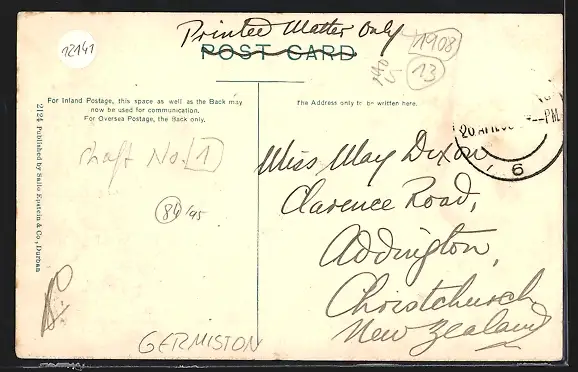 12141
Printed Matter Only
POST CARD
1908
13
For Inland Postage, this space as well as the Back may
now be used for communication.
For Oversea Postage, the Back only.
The Address only to be written here.
2124 Published by Sallo Epstein & Co., Durban
Shaft No. 1
84/95
GERMISTON
PM
6
Miss May Dixon,
Clarence Road,
Addington,
Christchurch
New Zealand